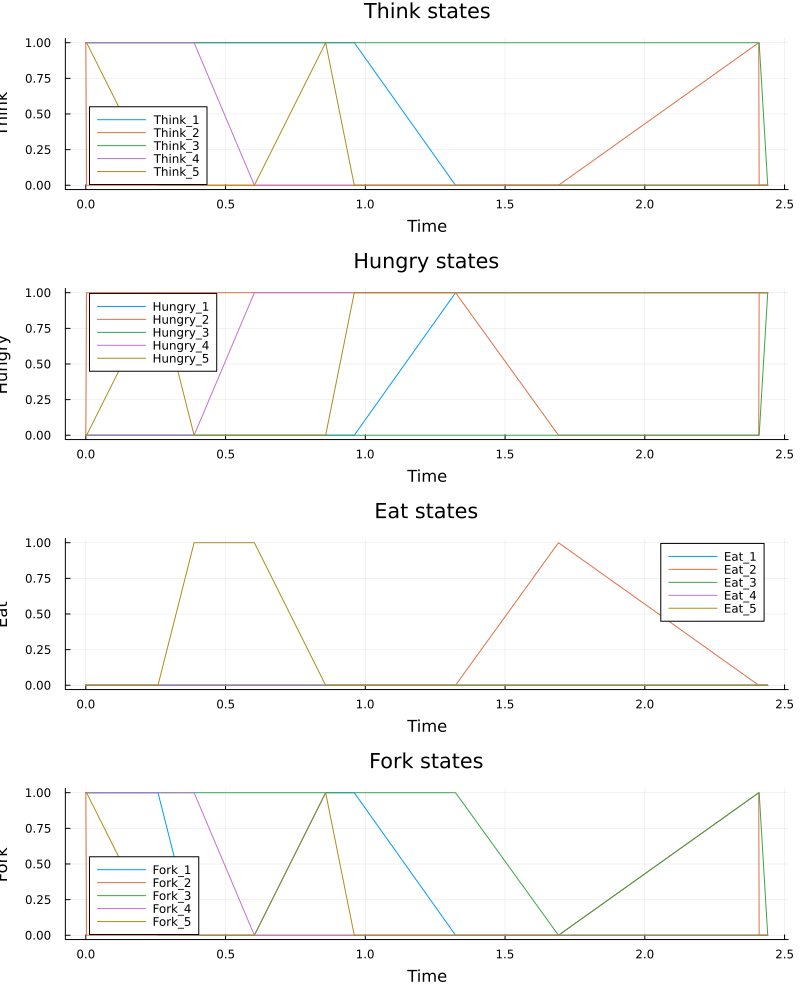 Think states
Think
1.00
0.75
0.50
0.25
0.00
Think_1
Think_2
Think_3
Think_4
Think_5
0.0 0.5 1.0 1.5 2.0 2.5
Time
Hungry states
Hungry
1.00
0.75
0.50
0.25
0.00
Hungry_1
Hungry_2
Hungry_3
Hungry_4
Hungry_5
0.0 0.5 1.0 1.5 2.0 2.5
Time
Eat states
Eat
1.00
0.75
0.50
0.25
0.00
Eat_1
Eat_2
Eat_3
Eat_4
Eat_5
0.0 0.5 1.0 1.5 2.0 2.5
Time
Fork states
Fork
1.00
0.75
0.50
0.25
0.00
Fork_1
Fork_2
Fork_3
Fork_4
Fork_5
0.0 0.5 1.0 1.5 2.0 2.5
Time